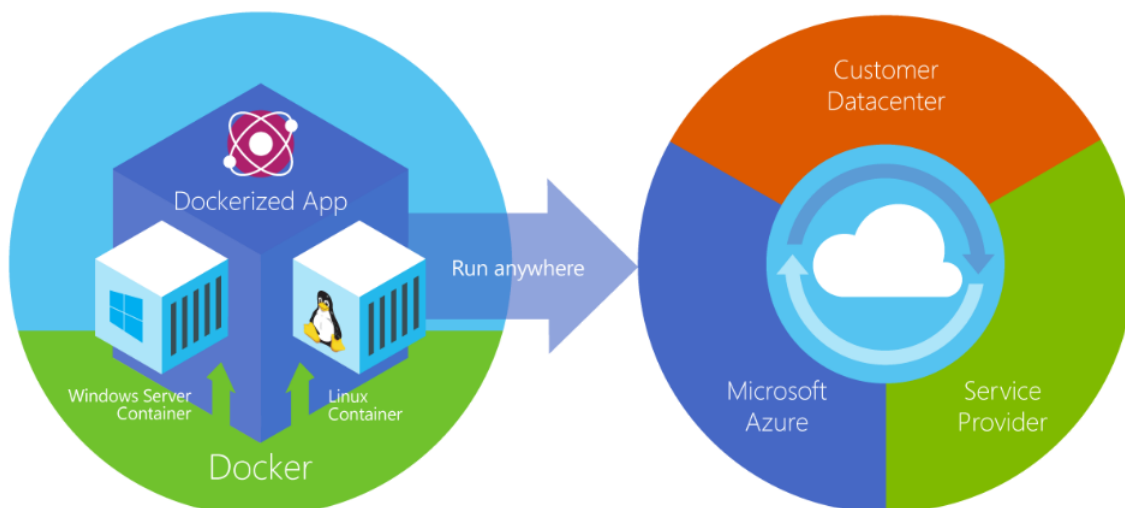 Dockerized App
Windows Server
Container
Linux
Container
Docker
Run anywhere
Customer
Datacenter
Microsoft
Azure
Service
Provider